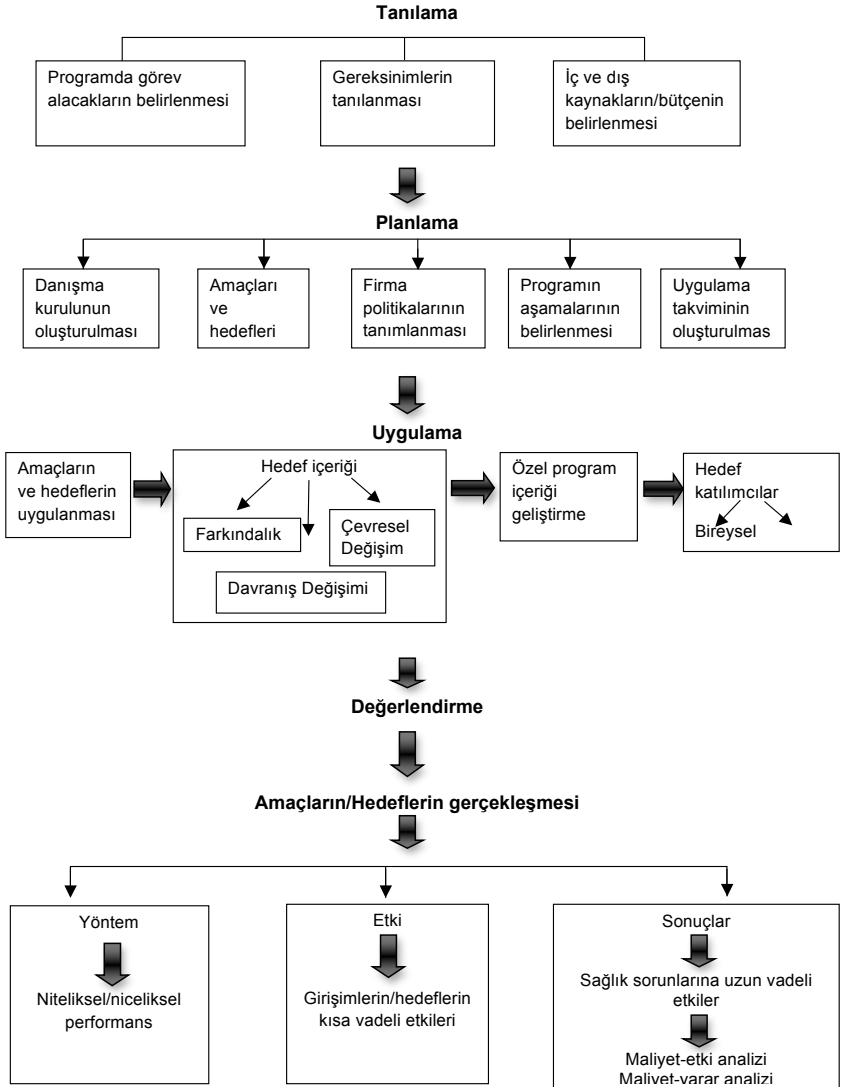 Tanılama
Programda görev
alacakların belirlenmesi
Gereksinimlerin
tanılanması
İç ve dış
kaynakların/bütçenin
belirlenmesi
Planlama
Danışma
kurulunun
oluşturulması
Amaçları
ve
hedefleri
Firma
politikalarının
tanımlanması
Programın
aşamalarının
belirlenmesi
Uygulama
takviminin
oluşturulmas
Uygulama
Amaçların
ve hedeflerin
uygulanması
Hedef içeriği
Farkındalık
Çevresel
Değişim
Davranış Değişimi
Özel program
içeriği
geliştirme
Hedef
katılımcılar
Bireysel
Değerlendirme
Amaçların/Hedeflerin gerçekleşmesi
Yöntem
Niteliksel/niceliksel
performans
Etki
Girişimlerin/hedeflerin
kısa vadeli etkileri
Sonuçlar
Sağlık sorunlarına uzun vadeli
etkiler
Maliyet-etki analizi
Maliyet-yarar analizi